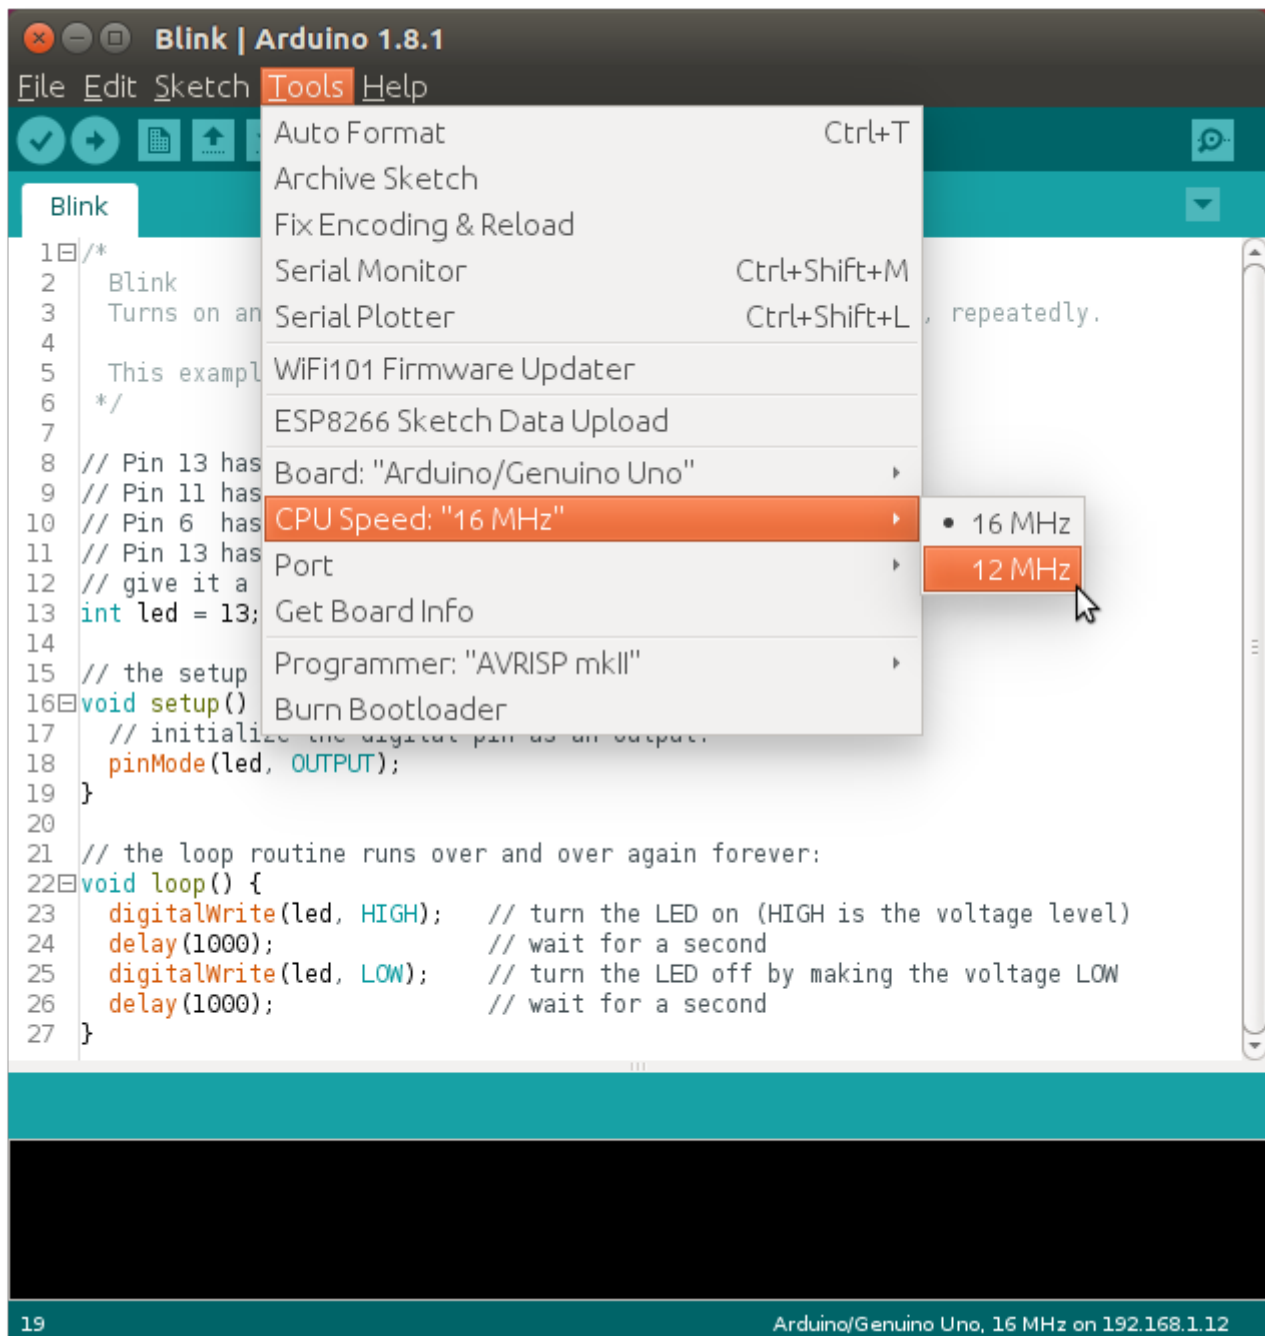 Blink | Arduino 1.8.1
File Edit Sketch Tools Help
Auto Format Ctrl+T
Archive Sketch
Fix Encoding & Reload
Serial Monitor Ctrl+Shift+M
Serial Plotter Ctrl+Shift+L
WiFi101 Firmware Updater
ESP8266 Sketch Data Upload
Board: "Arduino/Genuino Uno"
CPU Speed: "16 MHz"
Port
Get Board Info
Programmer: "AVRISP mkII"
Burn Bootloader
• 16 MHz
12 MHz
Blink
1 /*
2 Blink
3 Turns on an , repeatedly.
4
5 This exampl
6 */
7
8 // Pin 13 has
9 // Pin 11 has
10 // Pin 6 has
11 // Pin 13 has
12 // give it a
13 int led = 13;
14
15 // the setup
16 void setup()
17 // initialize the digital pin as an output.
18 pinMode(led, OUTPUT);
19 }
20
21 // the loop routine runs over and over again forever:
22 void loop() {
23 digitalWrite(led, HIGH); // turn the LED on (HIGH is the voltage level)
24 delay(1000); // wait for a second
25 digitalWrite(led, LOW); // turn the LED off by making the voltage LOW
26 delay(1000); // wait for a second
27 }
19 Arduino/Genuino Uno, 16 MHz on 192.168.1.12